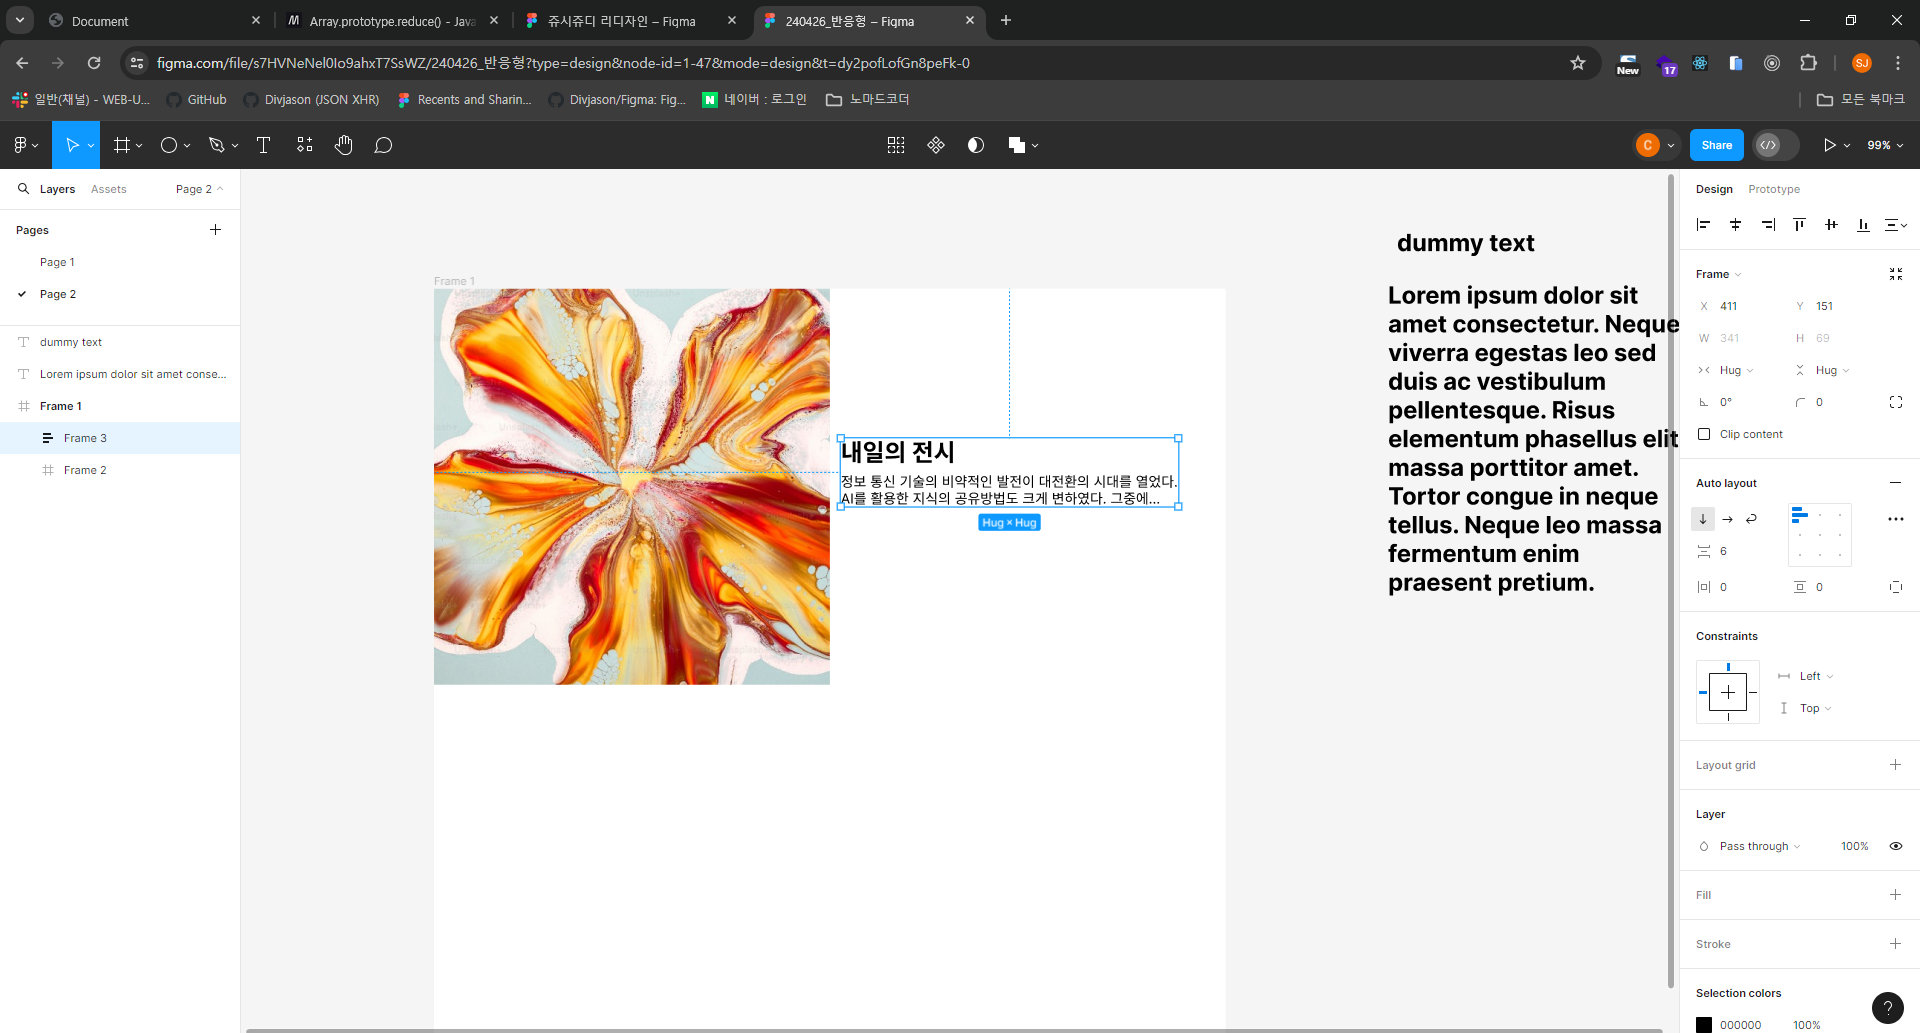 Document
Array.prototype.reduce() - Java
쥬시쥬디 리디자인 – Figma
240426_반응형 – Figma
figma.com/file/s7HVNeNel0Io9ahxT7SsWZ/240426_반응형?type=design&node-id=1-47&mode=design&t=dy2pofLofGn8peFk-0
New
17
SJ
일반(채널) - WEB-U...
GitHub
Divjason (JSON XHR)
Recents and Sharin...
Divjason/Figma: Fig...
네이버 : 로그인
노마드코더
모든 북마크
C
Share
99%
Layers
Assets
Page 2
Pages
Page 1
Page 2
dummy text
Lorem ipsum dolor sit amet conse...
Frame 1
Frame 3
Frame 2
Frame 1
내일의 전시
정보 통신 기술의 비약적인 발전이 대전환의 시대를 열었다.
AI를 활용한 지식의 공유방법도 크게 변하였다. 그중에...
Hug × Hug
dummy text
Lorem ipsum dolor sit
amet consectetur. Neque
viverra egestas leo sed
duis ac vestibulum
pellentesque. Risus
elementum phasellus elit
massa porttitor amet.
Tortor congue in neque
tellus. Neque leo massa
fermentum enim
praesent pretium.
Design
Prototype
Frame
X 411
Y 151
W 341
H 69
Hug
Hug
0°
0
Clip content
Auto layout
6
0
0
Constraints
Left
Top
Layout grid
Layer
Pass through
100%
Fill
Stroke
Selection colors
000000
100%
?